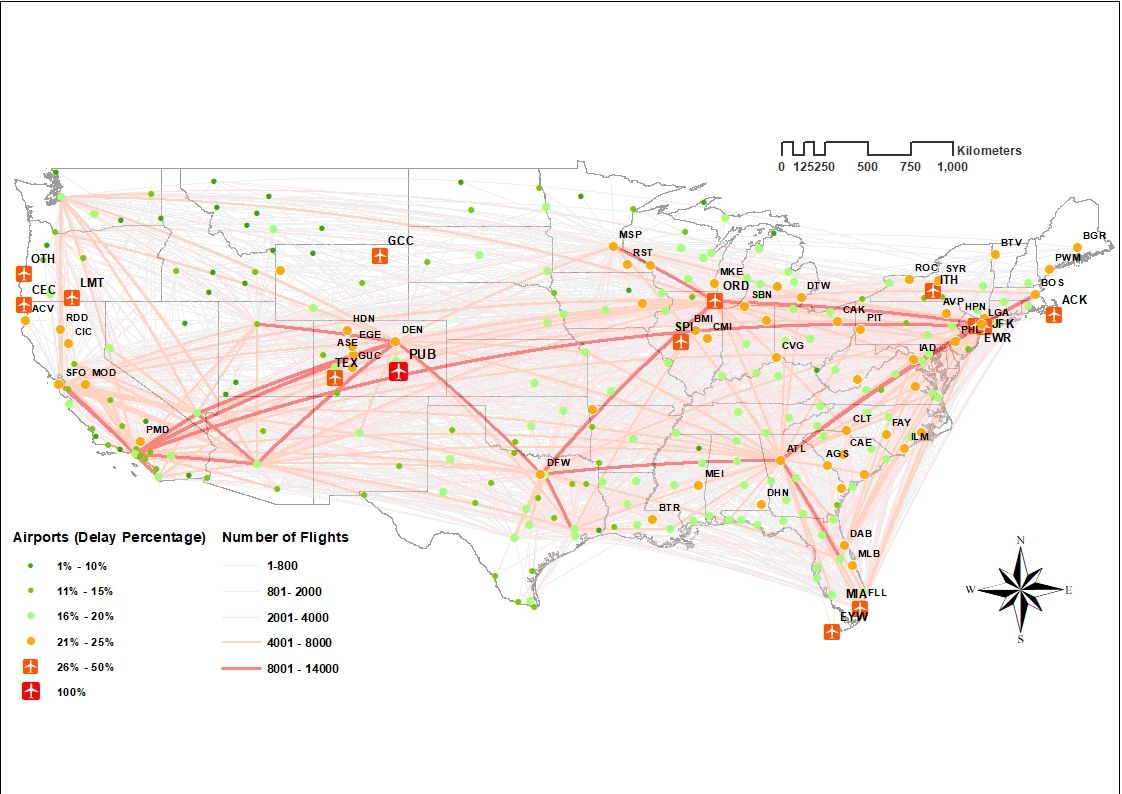 Kilometers
0 125250 500 750 1,000
BGR
BTV
PWM
MSP
GCC
RST
OTH
ROC SYR
MKE
ITH
LMT
DTW
BOS
CEC
ORD
SBN
ACK
ACV
AVP
HPN
LGA
RDD
HDN
CAK
PIT
BMI
SPI
CMI
PHL
JFK
CIC
EGE
DEN
EWR
ASE
GUC
PUB
CVG
IAD
TEX
SFO MOD
PMD
CLT
FAY
ILM
CAE
ATL
AGS
DFW
MEI
DHN
BTR
DAB
MLB
MIA
FLL
EYW
N
W
E
S
Airports (Delay Percentage)
1% - 10%
11% - 15%
16% - 20%
21% - 25%
26% - 50%
100%
Number of Flights
1-800
801- 2000
2001- 4000
4001 - 8000
8001 - 14000